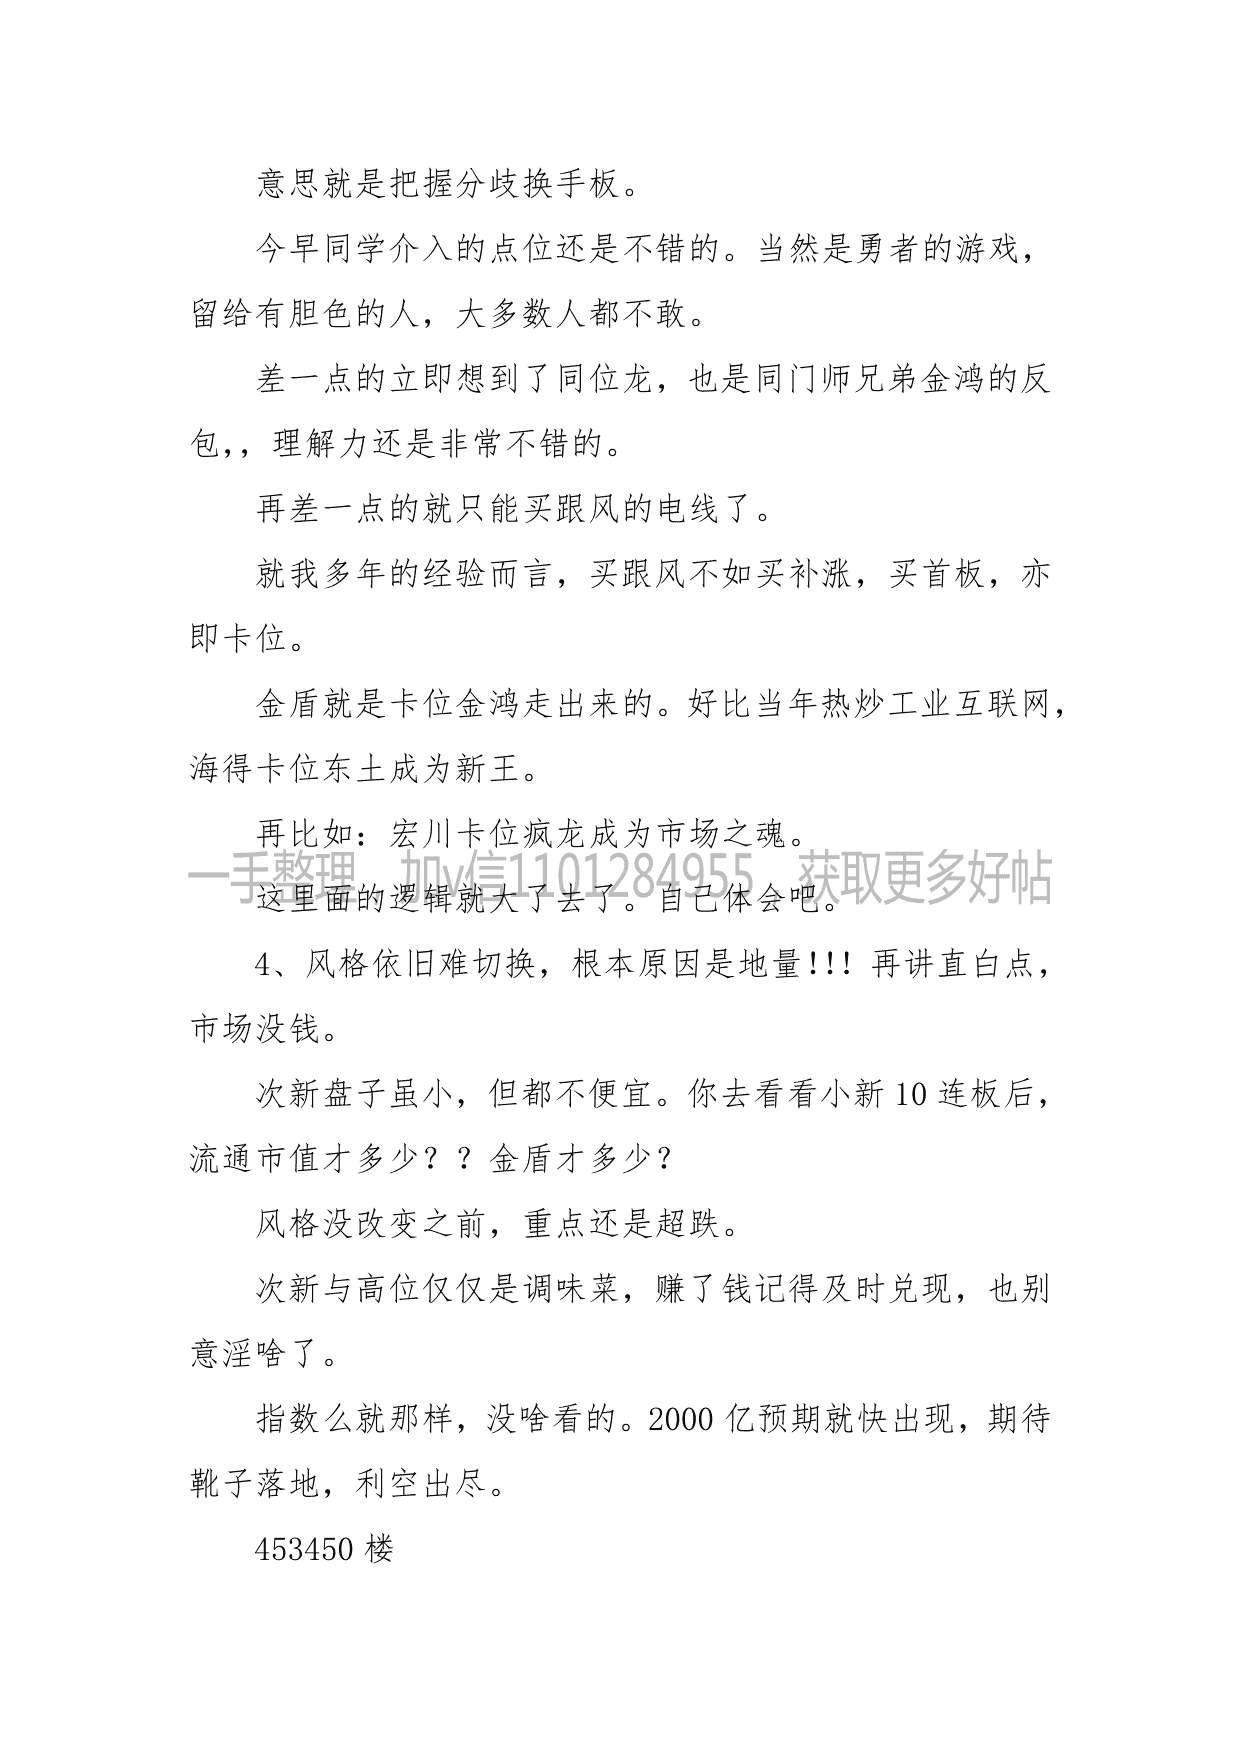 意思就是把握分歧换手板。
今早同学介入的点位还是不错的。当然是勇者的游戏，
留给有胆色的人，大多数人都不敢。
差一点的立即想到了同位龙，也是同门师兄弟金鸿的反
包，，理解力还是非常不错的。
再差一点的就只能买跟风的电线了。
就我多年的经验而言，买跟风不如买补涨，买首板，亦
即卡位。
金盾就是卡位金鸿走出来的。好比当年热炒工业互联网，
海得卡位东土成为新王。
再比如：宏川卡位疯龙成为市场之魂。
一手整理，加v信1101284955，获取更多好帖
这里面的逻辑就大了去了。自己体会吧。
4、风格依旧难切换，根本原因是地量！！！再讲直白点，
市场没钱。
次新盘子虽小，但都不便宜。你去看看小新 10 连板后，
流通市值才多少？？金盾才多少？
风格没改变之前，重点还是超跌。
次新与高位仅仅是调味菜，赚了钱记得及时兑现，也别
意淫啥了。
指数么就那样，没啥看的。2000 亿预期就快出现，期待
靴子落地，利空出尽。
453450 楼